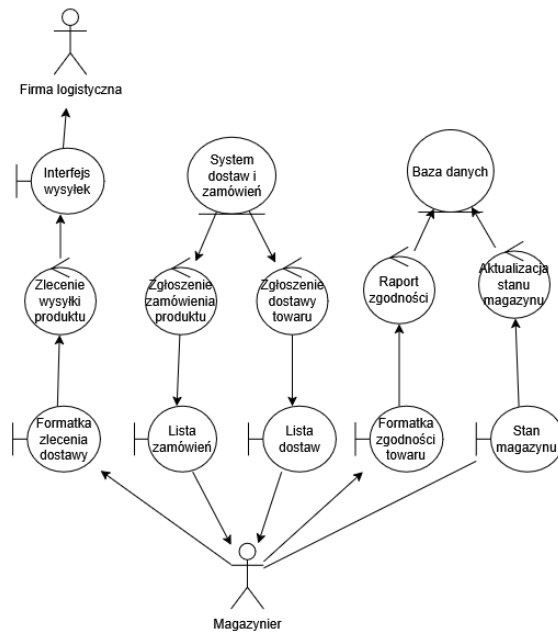 Firma logistyczna
Interfejs
wysyłek
System
dostaw i
zamówień
Baza danych
Zlecenie
wysyłki
produktu
Zgłoszenie
zamówienia
produktu
Zgłoszenie
dostawy
towaru
Raport
zgodności
Aktualizacja
stanu
magazynu
Formatka
zlecenia
dostawy
Lista
zamówień
Lista
dostaw
Formatka
zgodności
towaru
Stan
magazynu
Magazynier